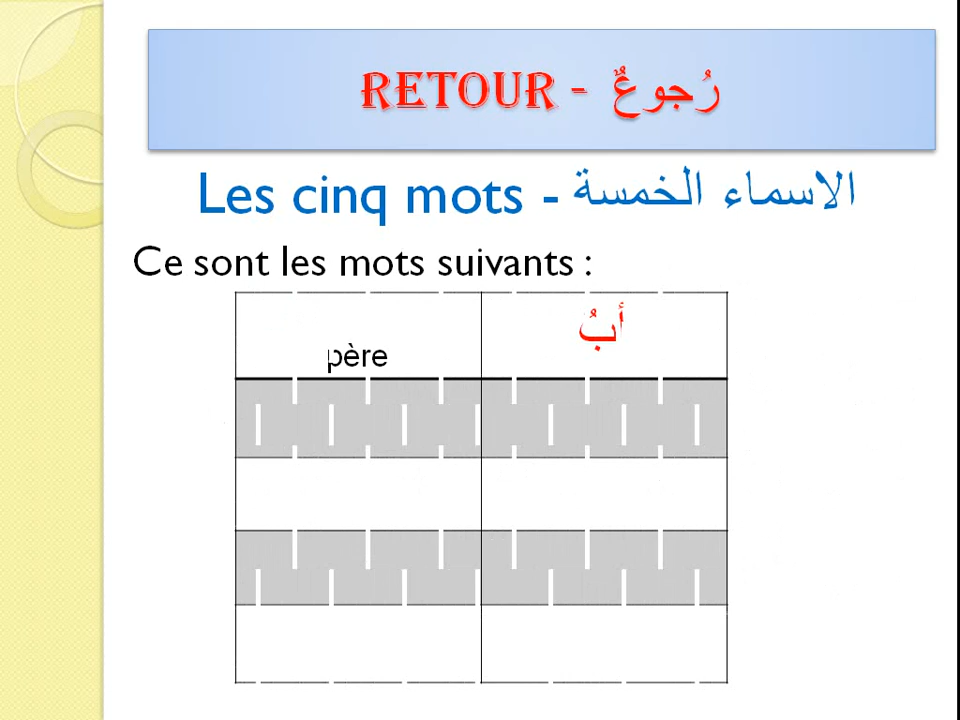 RETOUR - رُجوعٌ
Les cinq mots - الاسماء الخمسة
Ce sont les mots suivants :
père أبُ